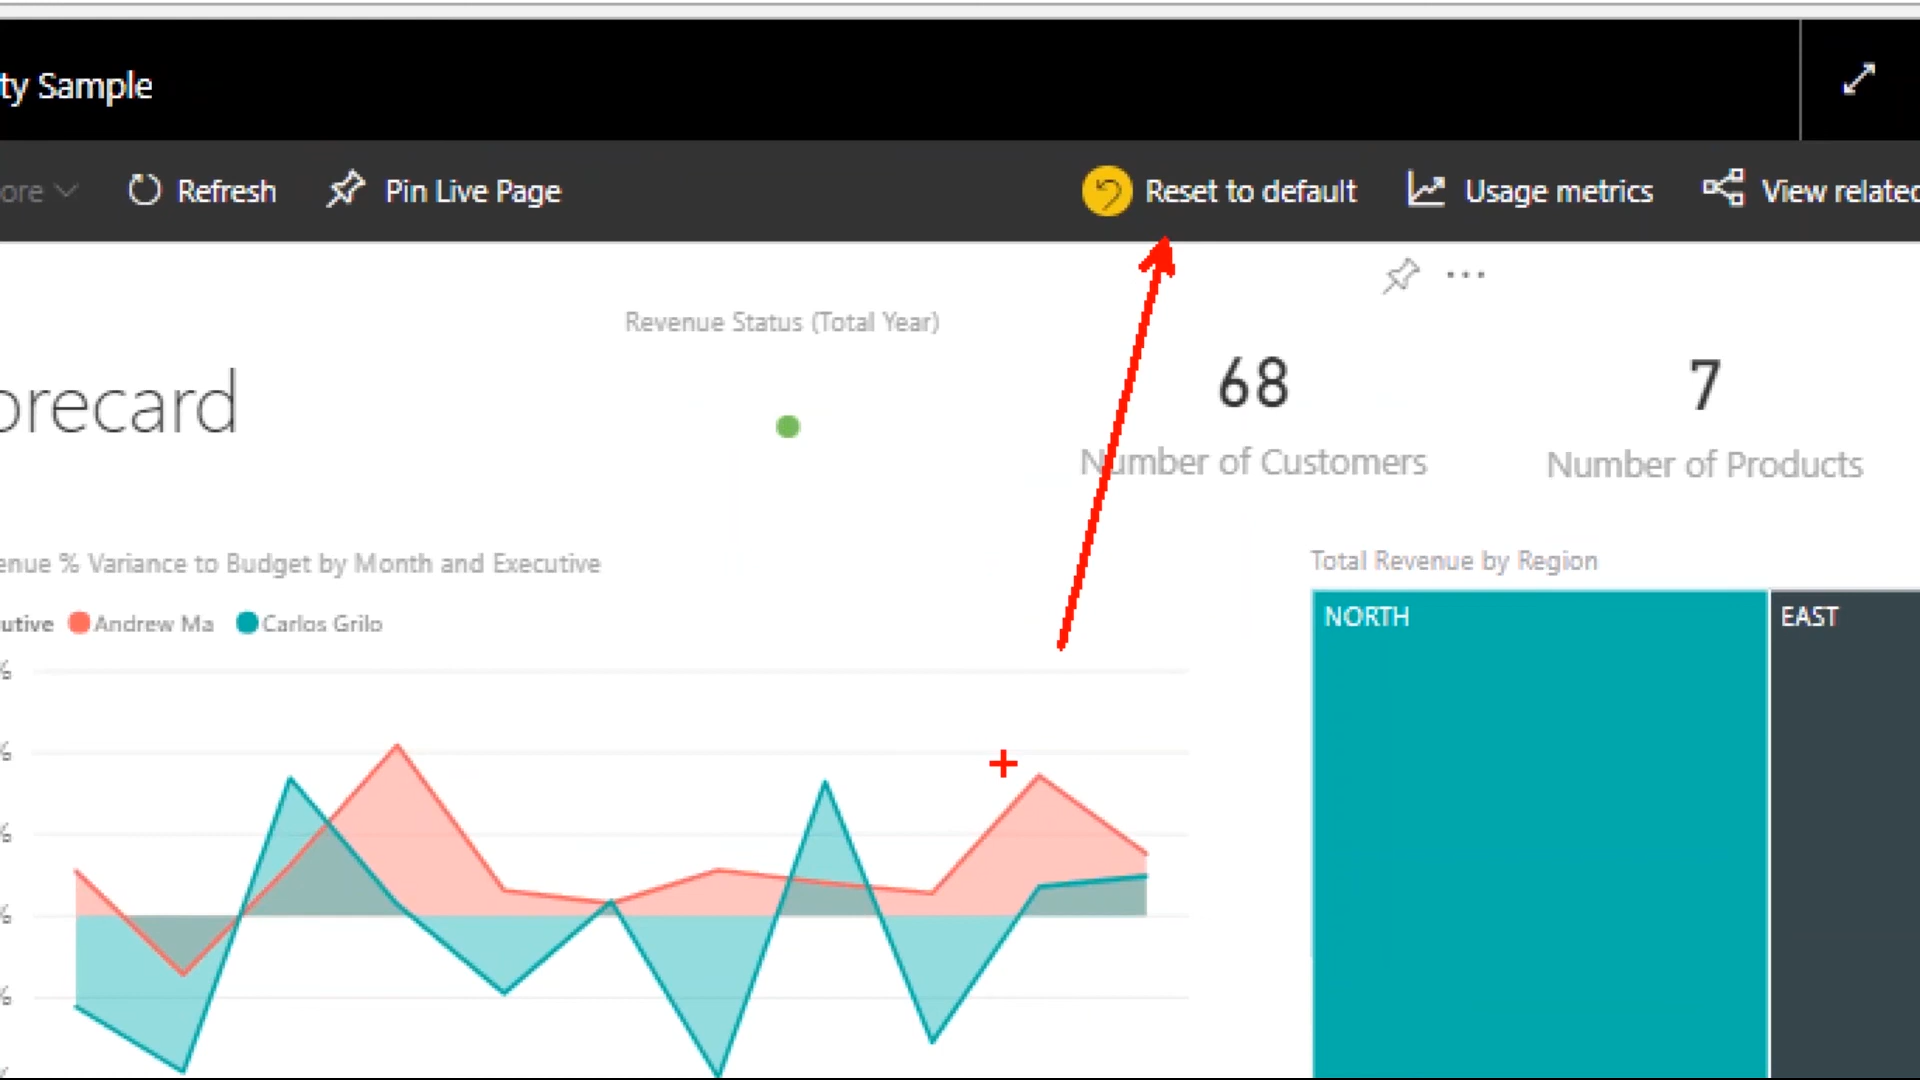 ty Sample
ore Refresh Pin Live Page Reset to default Usage metrics View related
Revenue Status (Total Year)
68 7
orecard
Number of Customers Number of Products
enue % Variance to Budget by Month and Executive
Total Revenue by Region
utive Andrew Ma Carlos Grilo
NORTH EAST
%
%
%
%
%